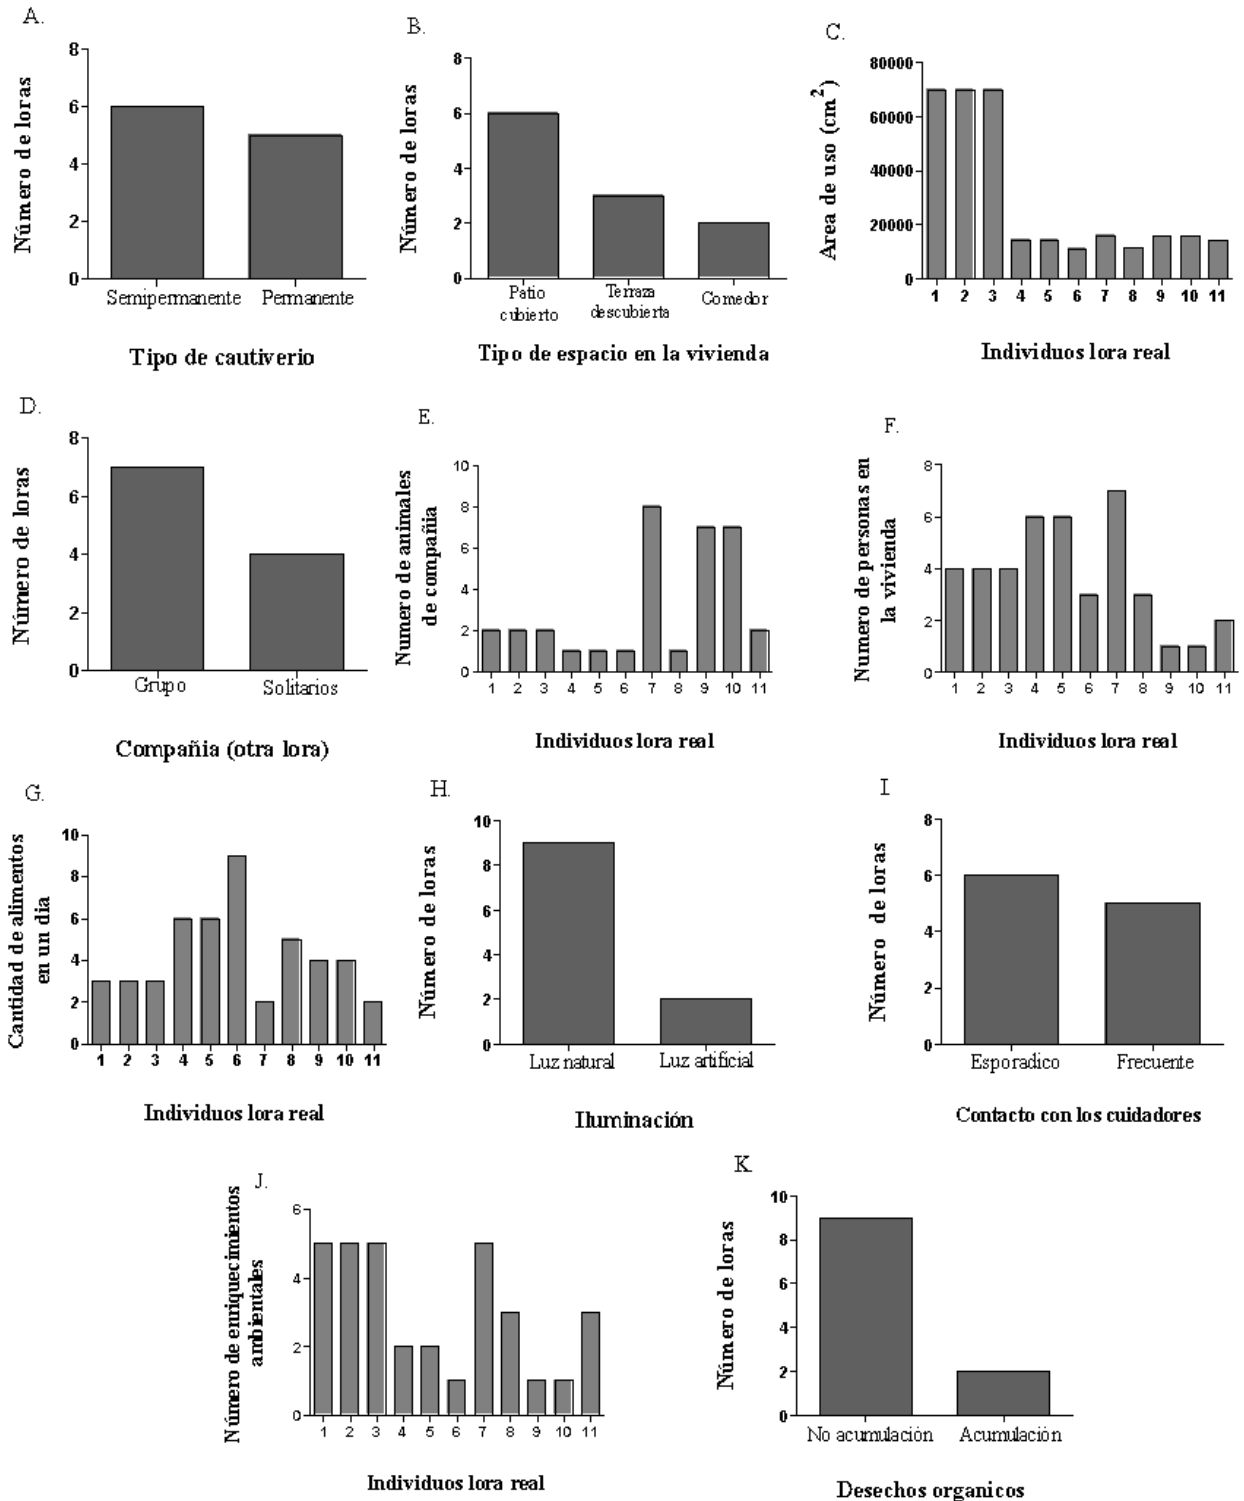 A.
Número de loras
8
6
4
2
0
Semipermanente Permanente
Tipo de cautiverio
B.
Número de loras
8
6
4
2
0
Patio Terraza Comedor
cubierto descubierta
Tipo de espacio en la vivienda
C.
Area de uso (cm²)
80000
60000
40000
20000
0
1 2 3 4 5 6 7 8 9 10 11
Individuos lora real
D.
Número de loras
8
6
4
2
0
Grupo Solitarios
Compañia (otra lora)
E.
Numero de animales
de compañia
10
8
6
4
2
0
1 2 3 4 5 6 7 8 9 10 11
Individuos lora real
F.
Numero de personas en
la vivienda
8
6
4
2
0
1 2 3 4 5 6 7 8 9 10 11
Individuos lora real
G.
Cantidad de alimentos
en un dia
10
8
6
4
2
0
1 2 3 4 5 6 7 8 9 10 11
Individuos lora real
H.
Número de loras
10
8
6
4
2
0
Luz natural Luz artificial
Iluminación
I
Número de loras
8
6
4
2
0
Esporadico Frecuente
Contacto con los cuidadores
J.
Número de enriquecimientos
ambientales
6
4
2
0
1 2 3 4 5 6 7 8 9 10 11
Individuos lora real
K.
Número de loras
10
8
6
4
2
0
No acumulación Acumulación
Desechos organicos